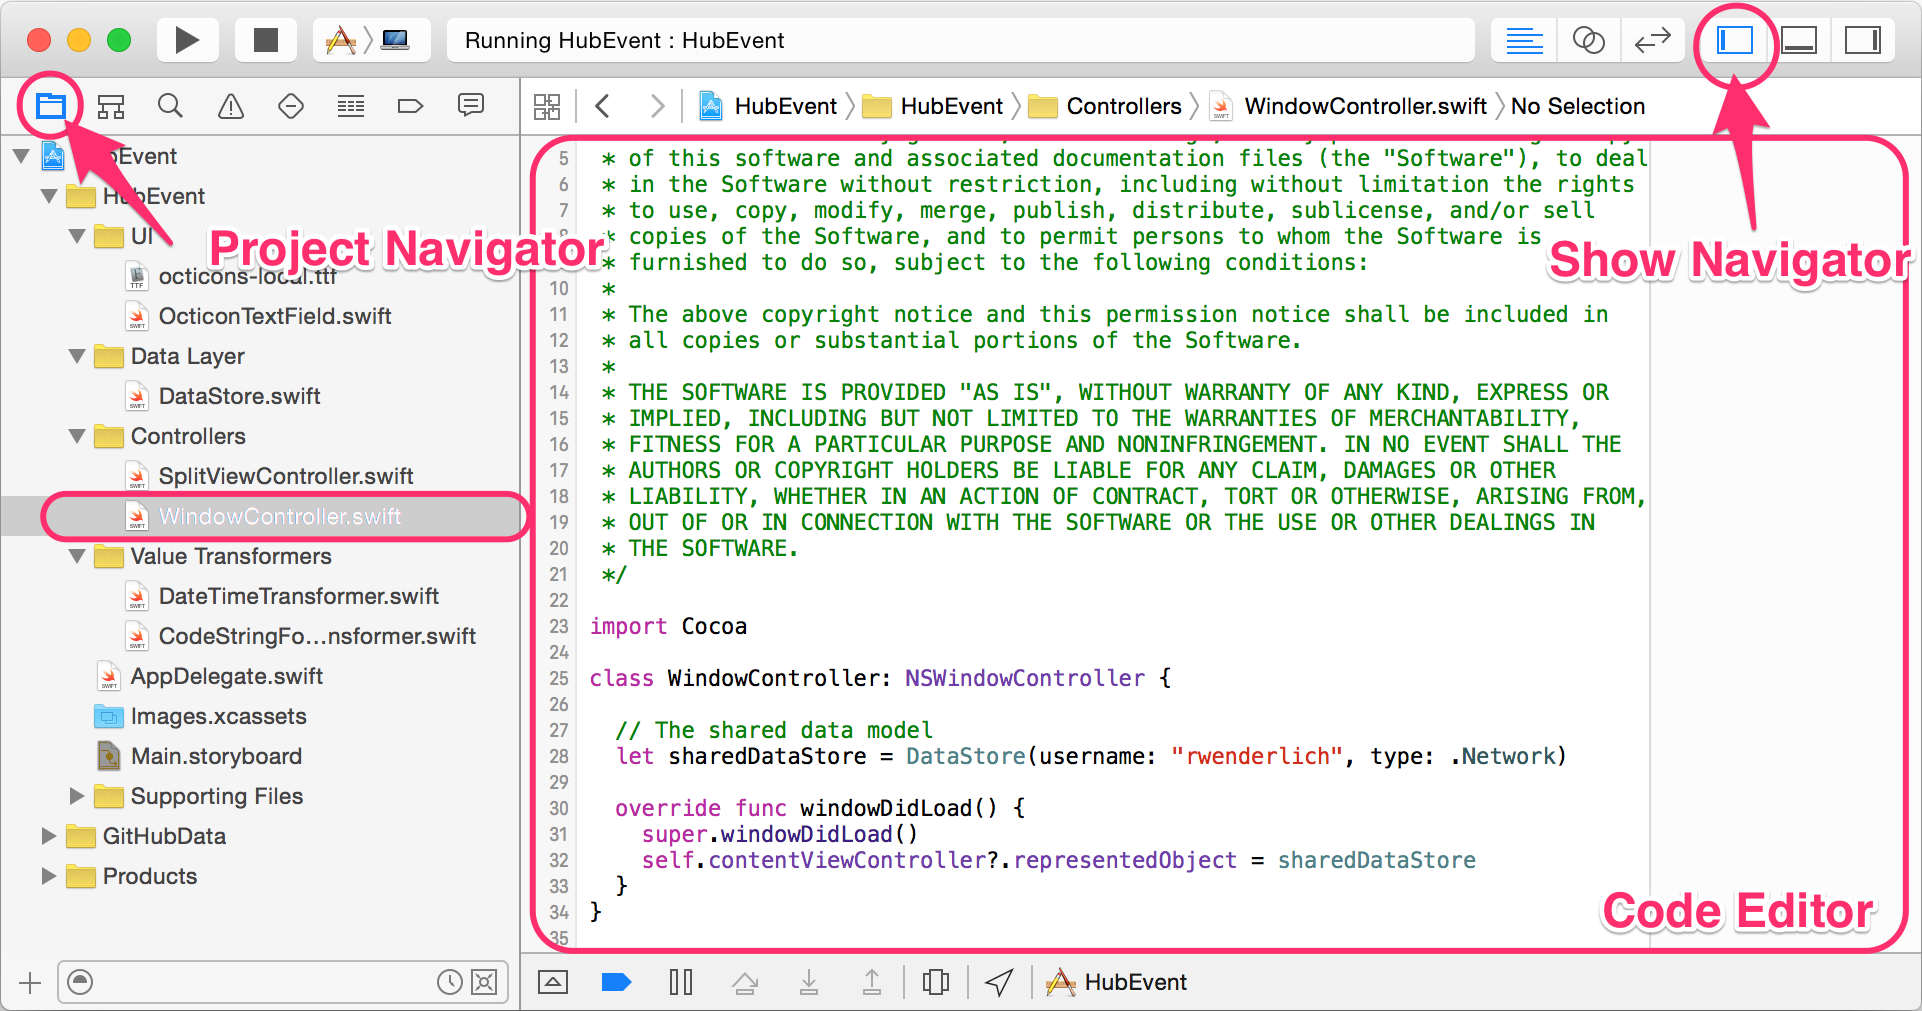 Running HubEvent : HubEvent
HubEvent
HubEvent
Controllers
WindowController.swift
No Selection
Event
HubEvent
UI
octicons-local.ttf
OcticonTextField.swift
Data Layer
DataStore.swift
Controllers
SplitViewController.swift
WindowController.swift
Value Transformers
DateTimeTransformer.swift
CodeStringFo...nsformer.swift
AppDelegate.swift
Images.xcassets
Main.storyboard
Supporting Files
GitHubData
Products
Project Navigator
Show Navigator
5 * of this software and associated documentation files (the "Software"), to deal
6 * in the Software without restriction, including without limitation the rights
7 * to use, copy, modify, merge, publish, distribute, sublicense, and/or sell
* copies of the Software, and to permit persons to whom the Software is
* furnished to do so, subject to the following conditions:
10 *
11 * The above copyright notice and this permission notice shall be included in
12 * all copies or substantial portions of the Software.
13 *
14 * THE SOFTWARE IS PROVIDED "AS IS", WITHOUT WARRANTY OF ANY KIND, EXPRESS OR
15 * IMPLIED, INCLUDING BUT NOT LIMITED TO THE WARRANTIES OF MERCHANTABILITY,
16 * FITNESS FOR A PARTICULAR PURPOSE AND NONINFRINGEMENT. IN NO EVENT SHALL THE
17 * AUTHORS OR COPYRIGHT HOLDERS BE LIABLE FOR ANY CLAIM, DAMAGES OR OTHER
18 * LIABILITY, WHETHER IN AN ACTION OF CONTRACT, TORT OR OTHERWISE, ARISING FROM,
19 * OUT OF OR IN CONNECTION WITH THE SOFTWARE OR THE USE OR OTHER DEALINGS IN
20 * THE SOFTWARE.
21 */
22
23 import Cocoa
24
25 class WindowController: NSWindowController {
26
27 // The shared data model
28 let sharedDataStore = DataStore(username: "rwenderlich", type: .Network)
29
30 override func windowDidLoad() {
31 super.windowDidLoad()
32 self.contentViewController?.representedObject = sharedDataStore
33 }
34 }
35
Code Editor
HubEvent